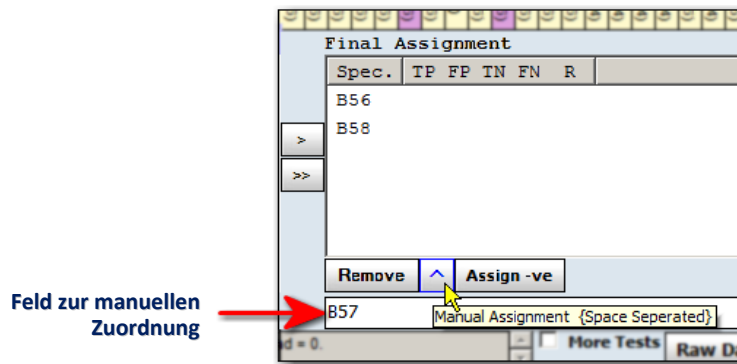 Final Assignment
Spec. TP FP TN FN R
B56
B58
>
>>
Remove ^ Assign -ve
Feld zur manuellen
Zuordnung
B57
Manual Assignment {Space Seperated}
d = 0.
More Tests
Raw D